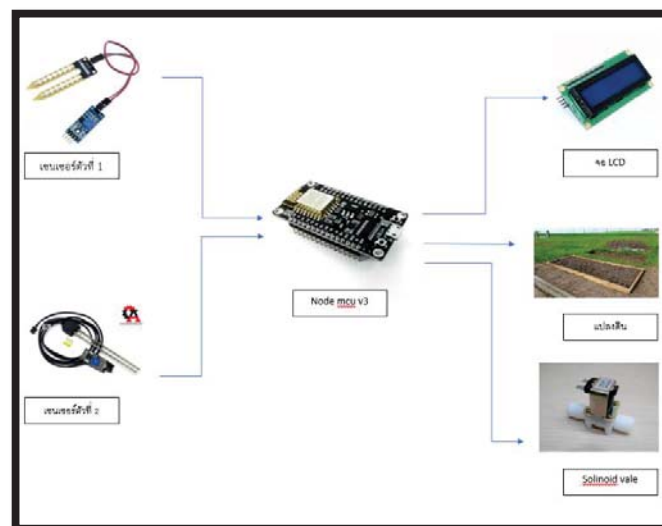 เซนเซอร์ตัวที่ 1
จอ LCD
Node mcu v3
แปลงดิน
เซนเซอร์ตัวที่ 2
Solinoid vale